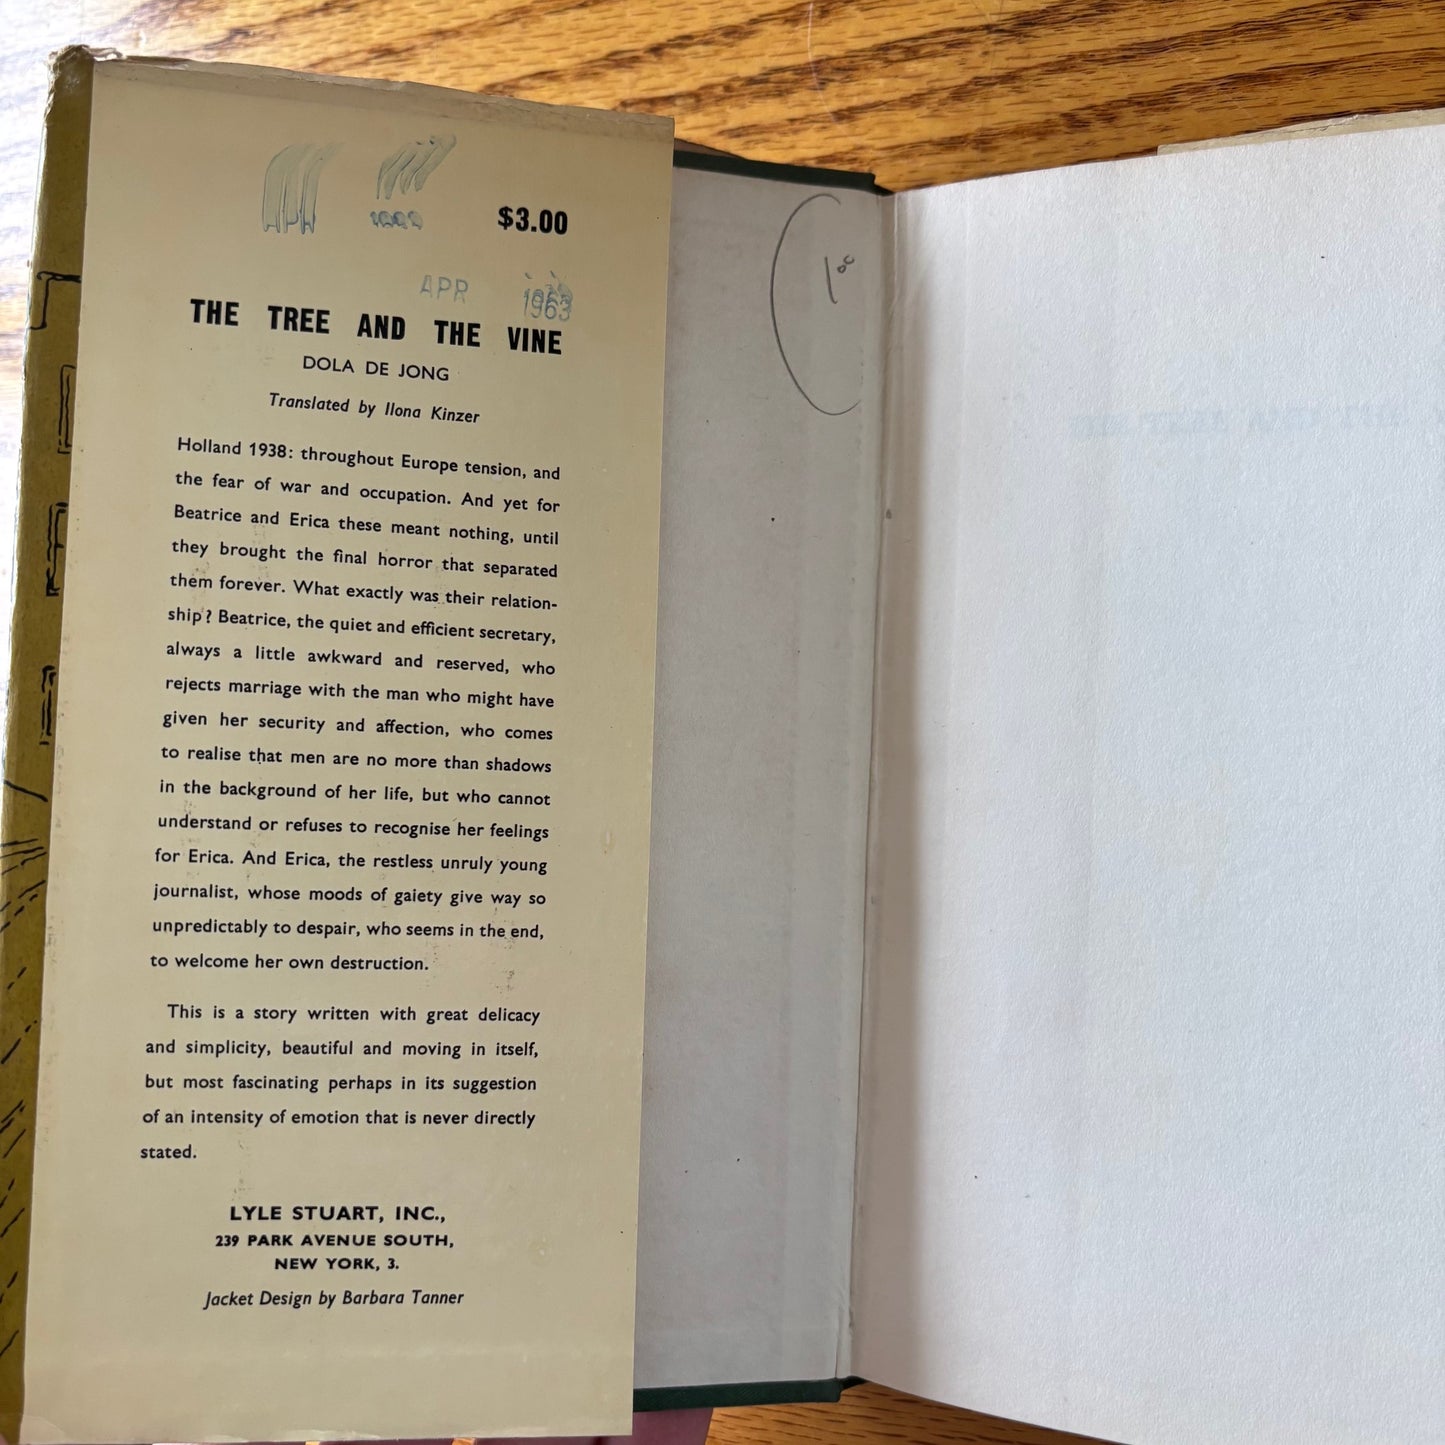 $3.00
APR 1963
THE TREE AND THE VINE
DOLA DE JONG
Translated by Ilona Kinzer
Holland 1938: throughout Europe tension, and
the fear of war and occupation. And yet for
Beatrice and Erica these meant nothing, until
they brought the final horror that separated
them forever. What exactly was their relation-
ship? Beatrice, the quiet and efficient secretary,
always a little awkward and reserved, who
rejects marriage with the man who might have
given her security and affection, who comes
to realise that men are no more than shadows
in the background of her life, but who cannot
understand or refuses to recognise her feelings
for Erica. And Erica, the restless unruly young
journalist, whose moods of gaiety give way so
unpredictably to despair, who seems in the end,
to welcome her own destruction.
This is a story written with great delicacy
and simplicity, beautiful and moving in itself,
but most fascinating perhaps in its suggestion
of an intensity of emotion that is never directly
stated.
LYLE STUART, INC.,
239 PARK AVENUE SOUTH,
NEW YORK, 3.
Jacket Design by Barbara Tanner